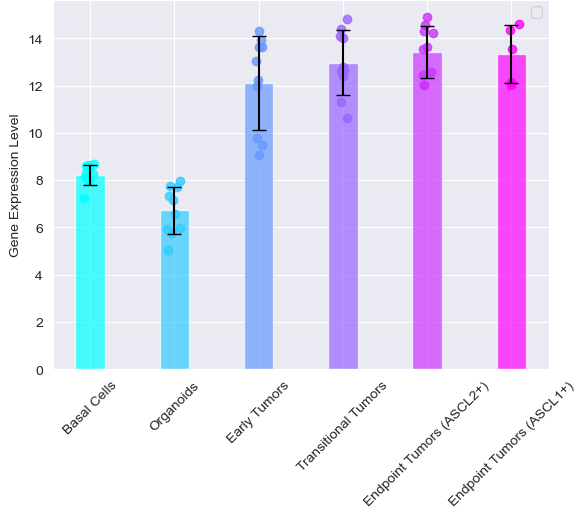 Gene Expression Level
14
12
10
8
6
4
2
0
Basal Cells
Organoids
Early Tumors
Transitional Tumors
Endpoint Tumors (ASCL2+)
Endpoint Tumors (ASCL1+)